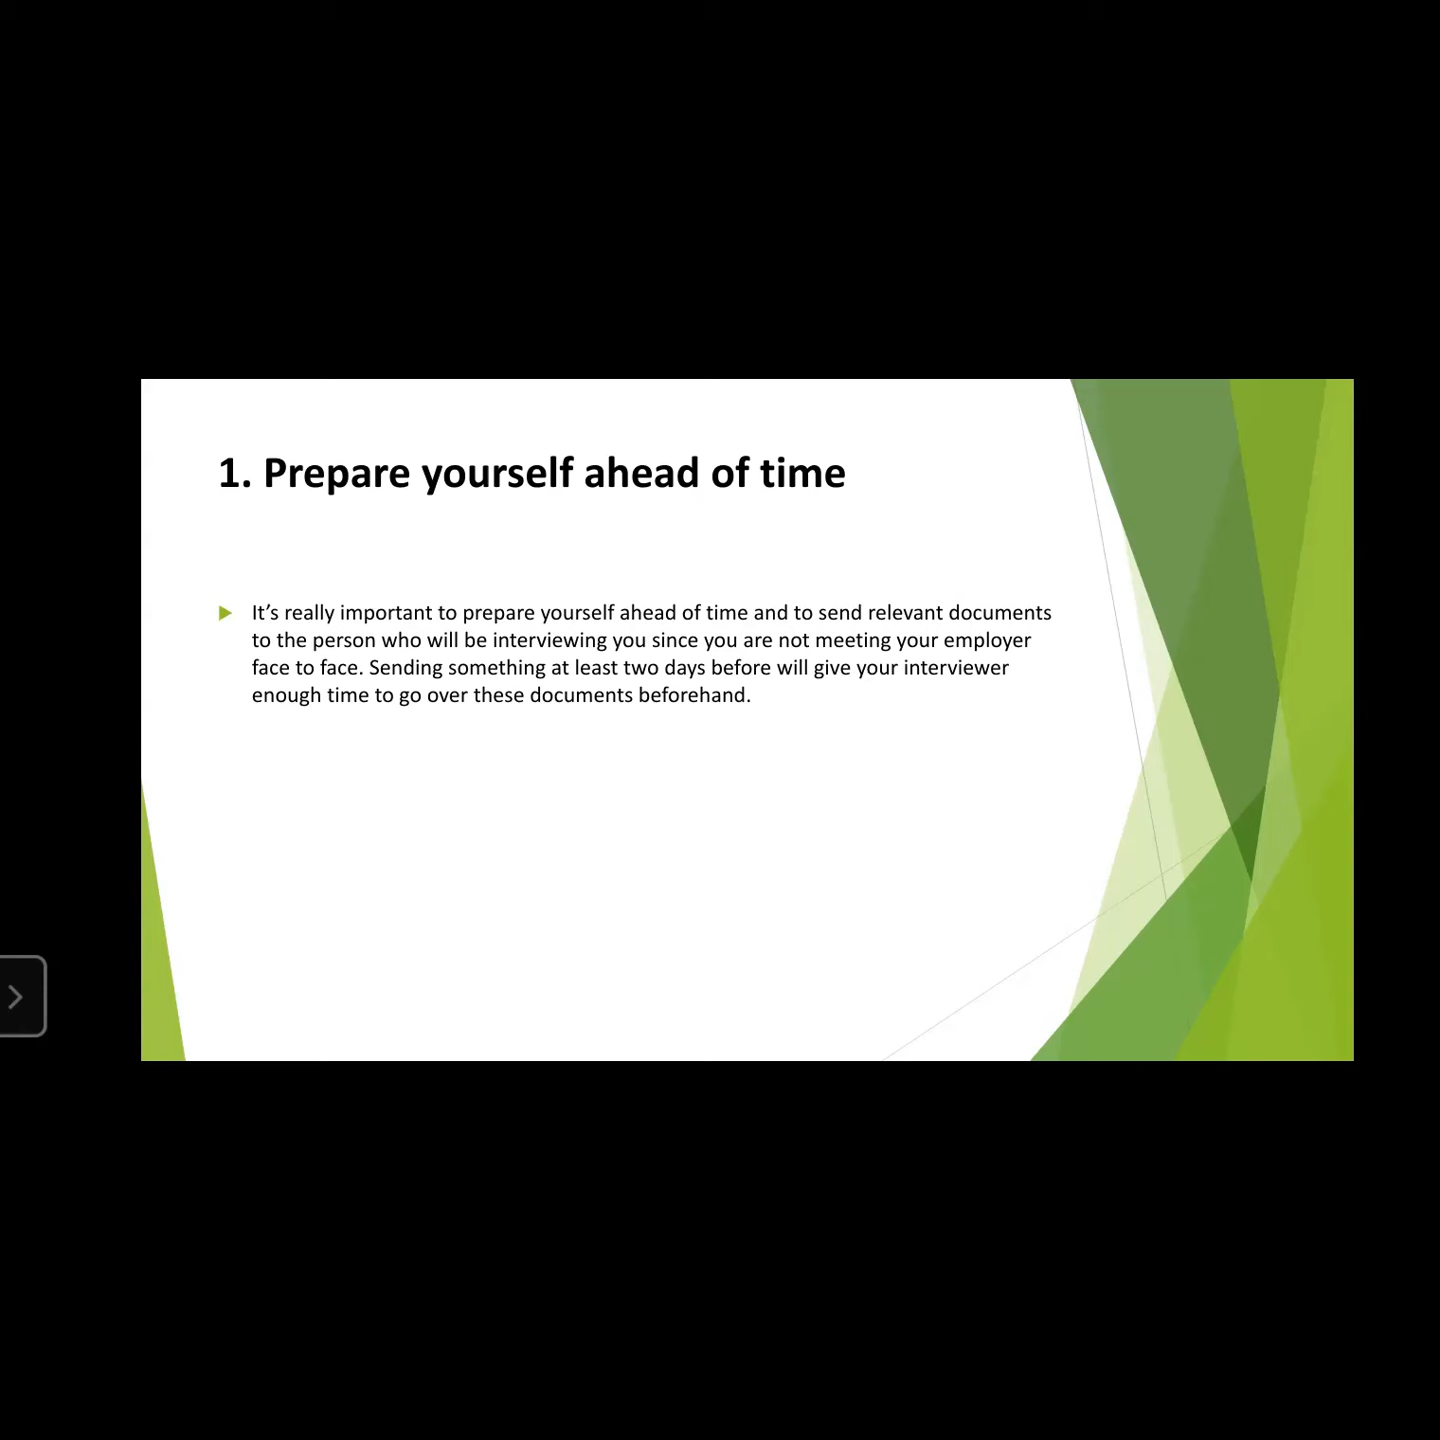 1. Prepare yourself ahead of time
It’s really important to prepare yourself ahead of time and to send relevant documents
to the person who will be interviewing you since you are not meeting your employer
face to face. Sending something at least two days before will give your interviewer
enough time to go over these documents beforehand.